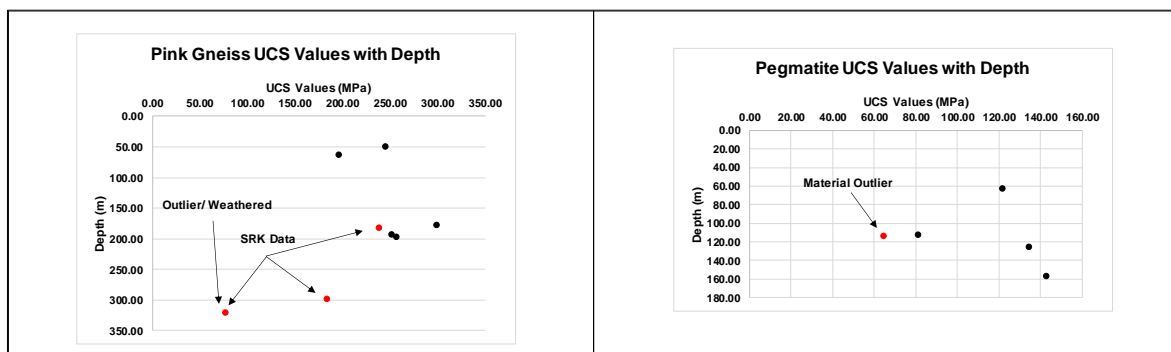 Pink Gneiss UCS Values with Depth
UCS Values (MPa)
0.00 50.00 100.00 150.00 200.00 250.00 300.00 350.00
0.00
50.00
100.00
150.00
200.00
250.00
300.00
350.00
Depth (m)
Outlier/ Weathered
SRK Data
Pegmatite UCS Values with Depth
UCS Values (MPa)
0.00 20.00 40.00 60.00 80.00 100.00 120.00 140.00 160.00
0.00
20.00
40.00
60.00
80.00
100.00
120.00
140.00
160.00
180.00
Depth (m)
Material Outlier